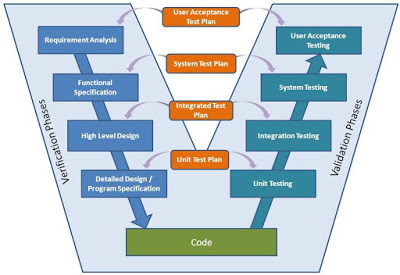 User Acceptance
Test Plan
Requirement Analysis
User Acceptance
Testing
System Test Plan
Functional
Specification
System Testing
Integrated Test
Plan
High Level Design
Integration Testing
Unit Test Plan
Detailed Design /
Program Specification
Unit Testing
Verification Phases
Validation Phases
Code